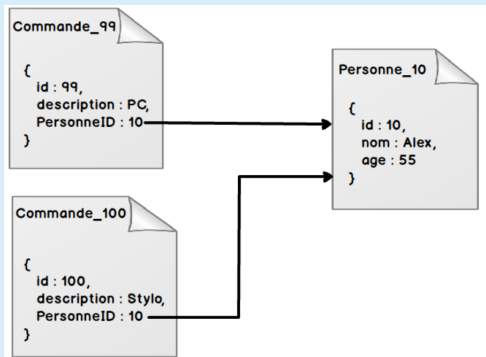 Commande_99
{
id : 99,
description : PC,
PersonneID : 10
}
Personne_10
{
id : 10,
nom : Alex,
age : 55
}
Commande_100
{
id : 100,
description : Stylo,
PersonneID : 10
}